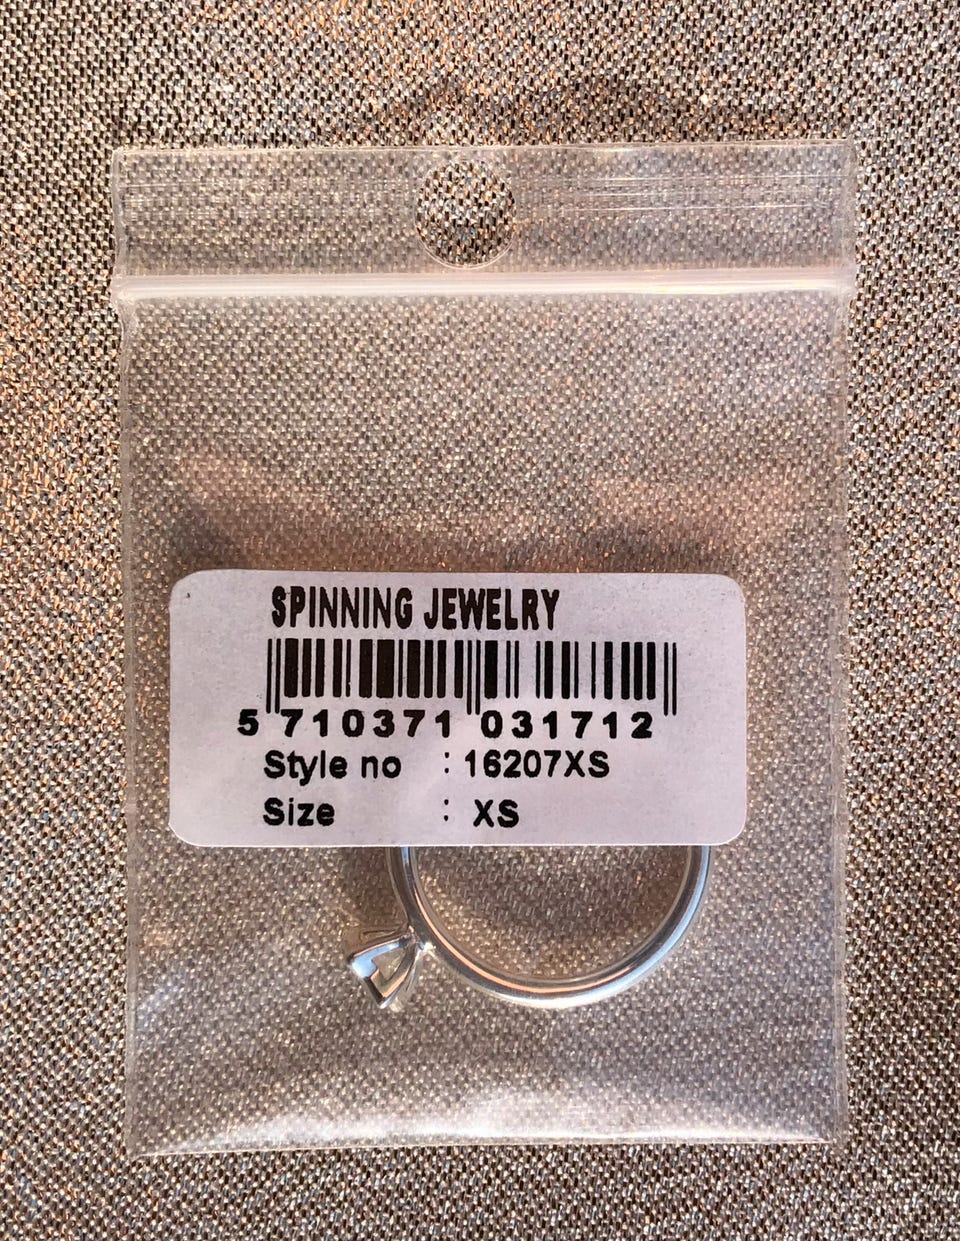 SPINNING JEWELRY
5 710371 031712
Style no : 16207XS
Size : XS